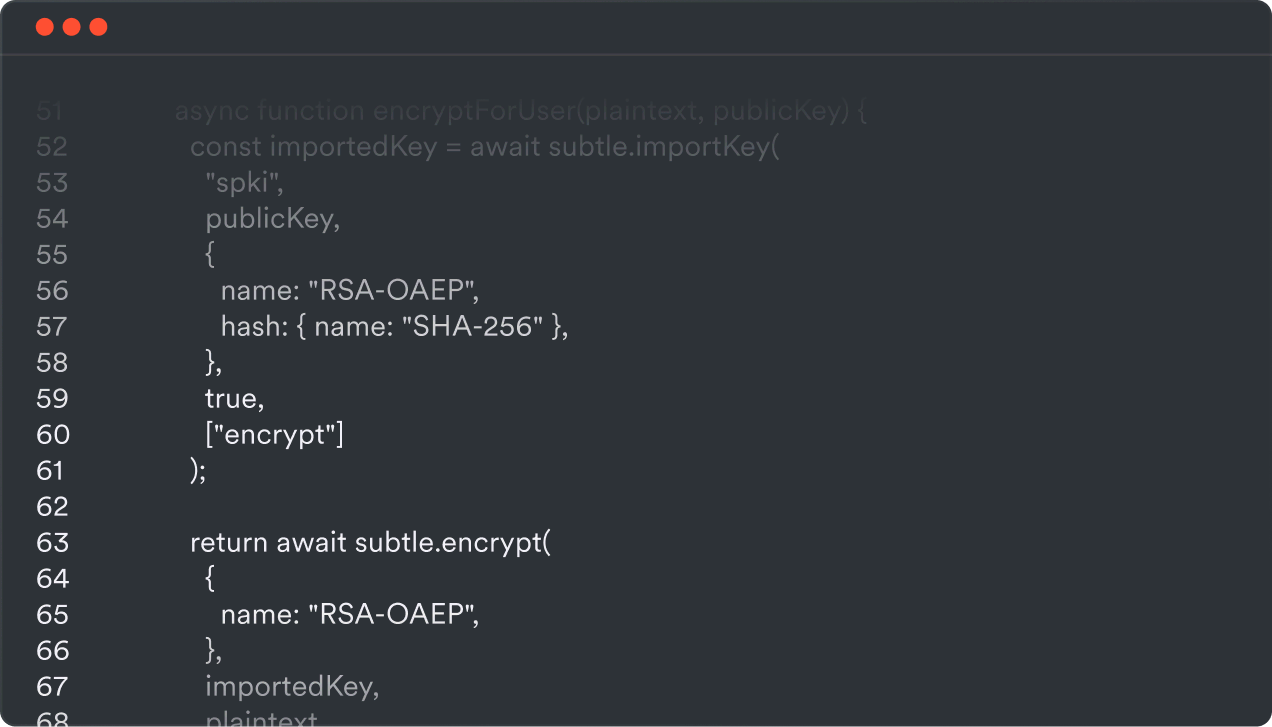 51 async function encryptForUser(plaintext, publicKey) {
52 const importedKey = await subtle.importKey(
53 "spki",
54 publicKey,
55 {
56 name: "RSA-OAEP",
57 hash: { name: "SHA-256" },
58 },
59 true,
60 ["encrypt"]
61 );
62
63 return await subtle.encrypt(
64 {
65 name: "RSA-OAEP",
66 },
67 importedKey,
68 plaintext